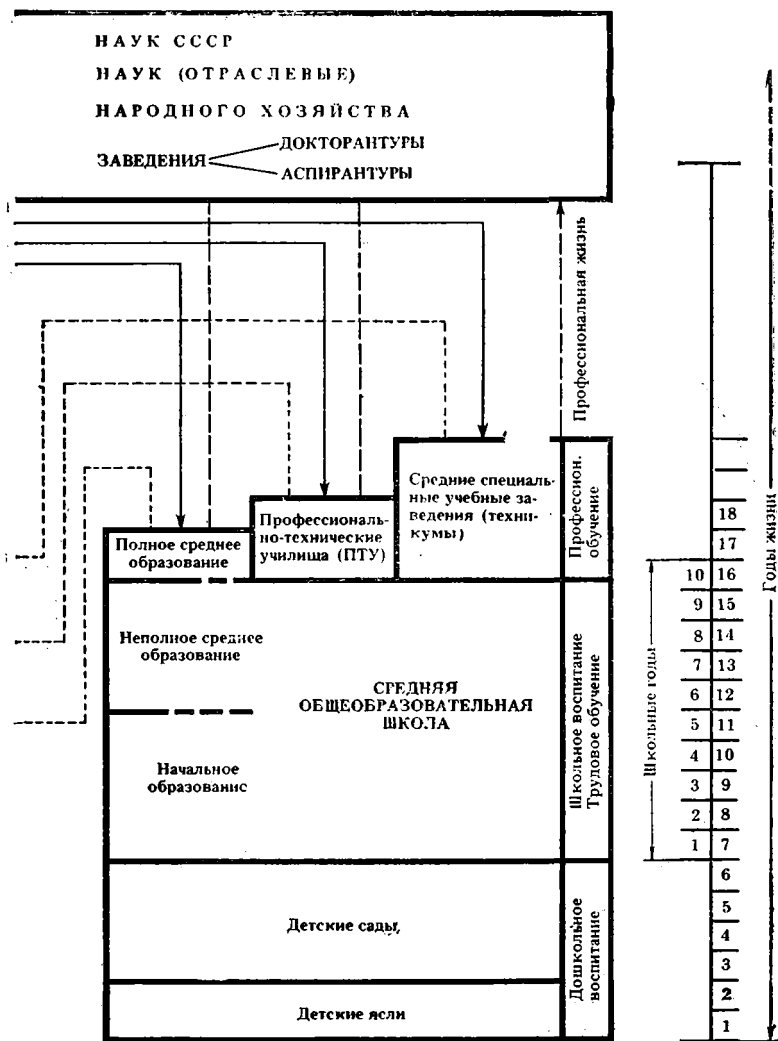 НАУК СССР
НАУК (ОТРАСЛЕВЫЕ)
НАРОДНОГО ХОЗЯЙСТВА
ЗАВЕДЕНИЯ
ДОКТОРАНТУРЫ
АСПИРАНТУРЫ
Профессиональная жизнь
Средние специаль-
ные учебные за-
ведения (техни-
кумы)
Профессиональ-
но-технические
училища (ПТУ)
Полное среднее
образование
Професcион.
обучение
Неполное среднее
образование
СРЕДНЯЯ
ОБЩЕОБРАЗОВАТЕЛЬНАЯ
ШКОЛА
Начальное
образование
Школьное воспитание
Трудовое обучение
Детские сады
Детские ясли
Дошкольное
воспитание
Школьные годы
Годы жизни
18
17
10 16
9 15
8 14
7 13
6 12
5 11
4 10
3 9
2 8
1 7
6
5
4
3
2
1